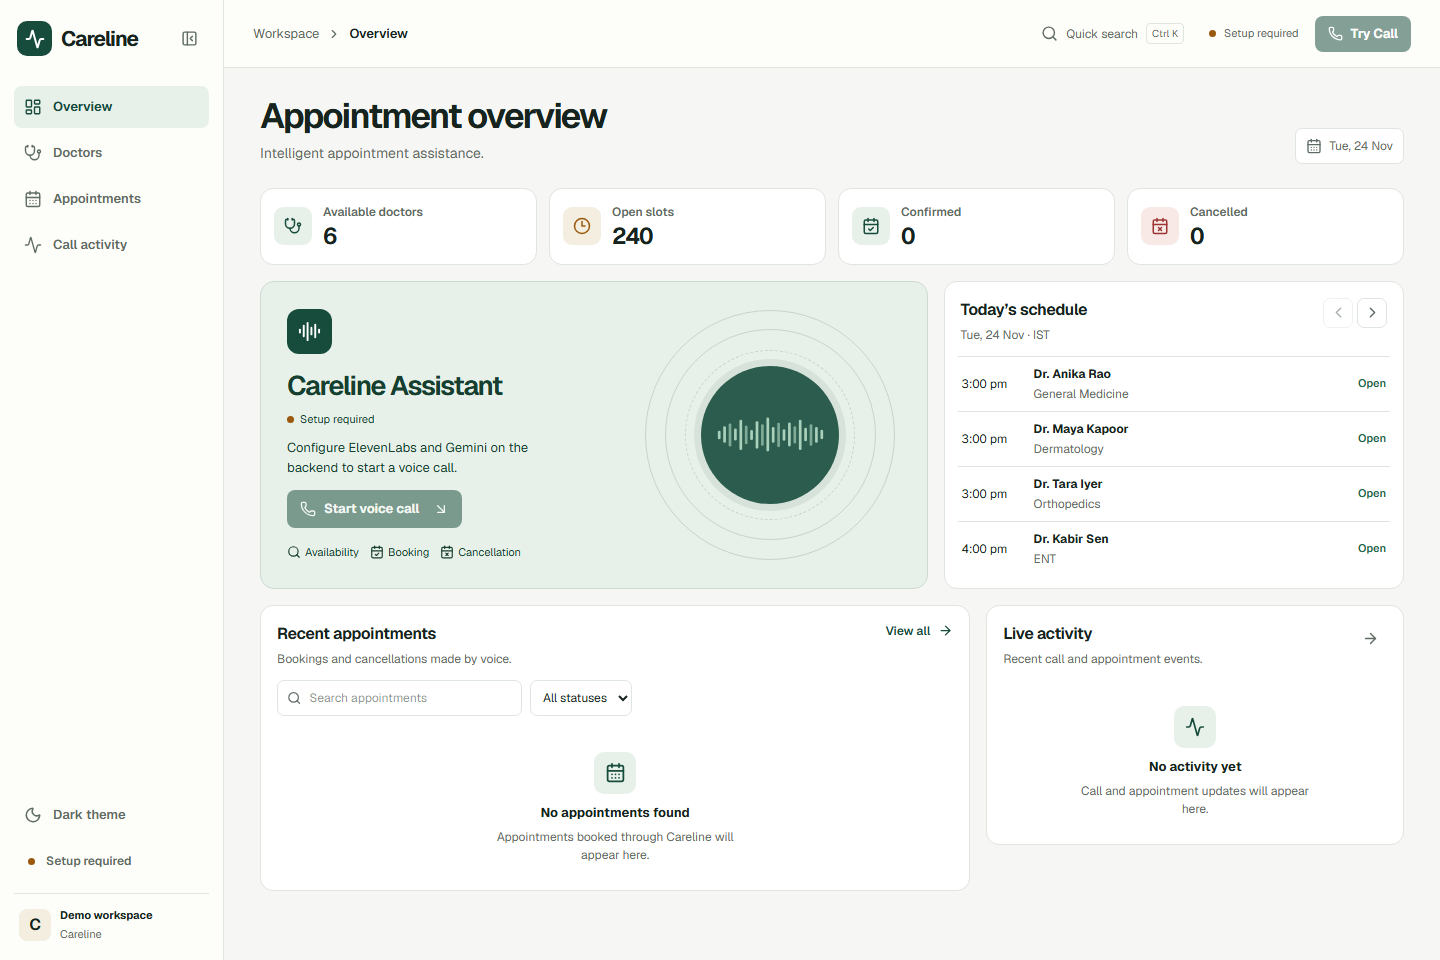 Careline
Overview
Doctors
Appointments
Call activity
Dark theme
Setup required
C
Demo workspace
Careline
Workspace > Overview
Quick search Ctrl K
Setup required
Try Call
Appointment overview
Intelligent appointment assistance.
Tue, 24 Nov
Available doctors
6
Open slots
240
Confirmed
0
Cancelled
0
Careline Assistant
Setup required
Configure ElevenLabs and Gemini on the
backend to start a voice call.
Start voice call
Availability Booking Cancellation
Today’s schedule
Tue, 24 Nov · IST
3:00 pm Dr. Anika Rao Open
General Medicine
3:00 pm Dr. Maya Kapoor Open
Dermatology
3:00 pm Dr. Tara Iyer Open
Orthopedics
4:00 pm Dr. Kabir Sen Open
ENT
Recent appointments
View all
Bookings and cancellations made by voice.
Search appointments
All statuses
No appointments found
Appointments booked through Careline will
appear here.
Live activity
Recent call and appointment events.
No activity yet
Call and appointment updates will appear
here.